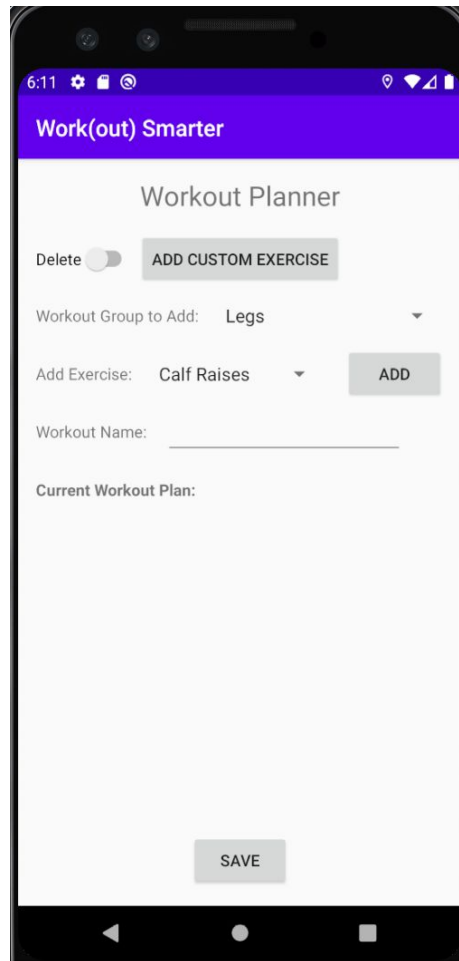 6:11
Work(out) Smarter
Workout Planner
Delete ADD CUSTOM EXERCISE
Workout Group to Add: Legs
Add Exercise: Calf Raises ADD
Workout Name:
Current Workout Plan:
SAVE